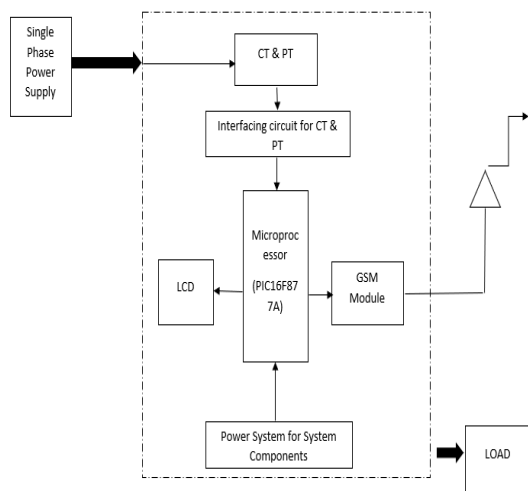 Single
Phase
Power
Supply
CT & PT
Interfacing circuit for CT &
PT
Microproc
essor
(PIC16F87
7A)
LCD
GSM
Module
Power System for System
Components
LOAD